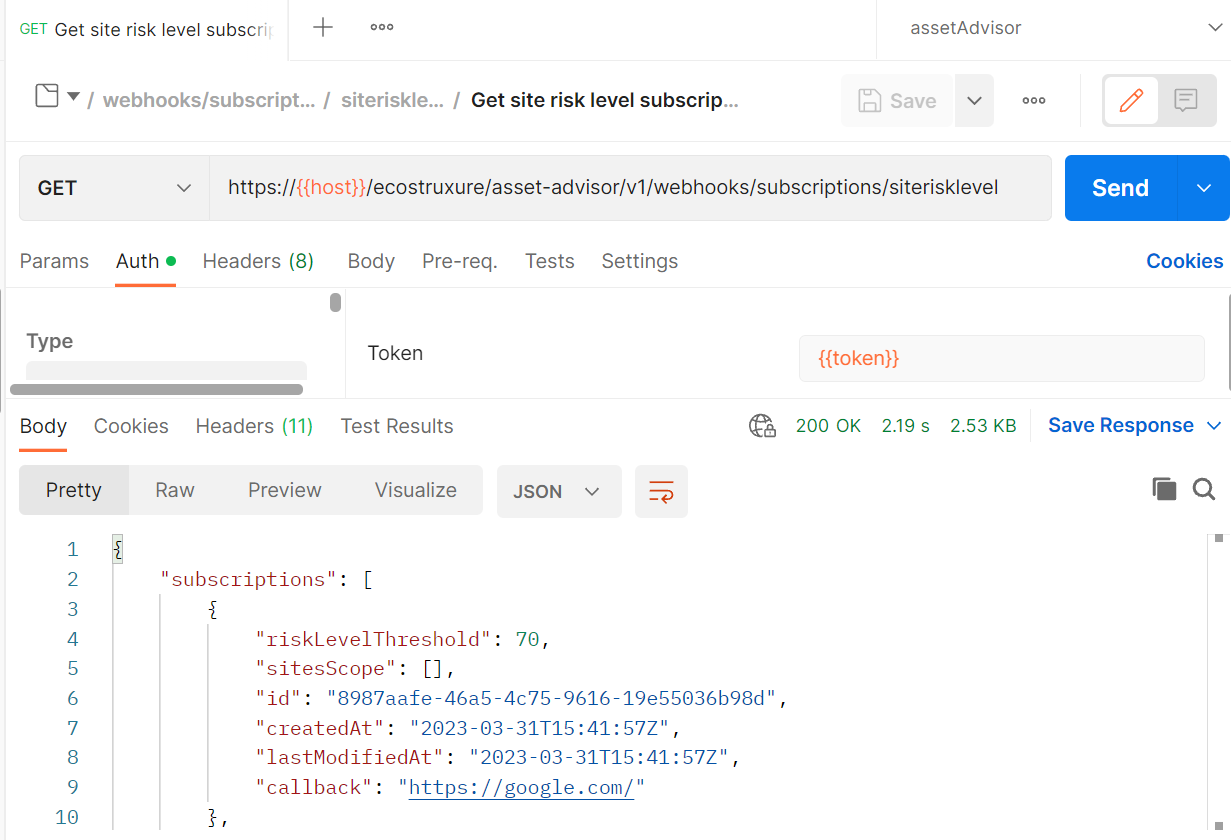 GET Get site risk level subscrip
assetAdvisor
/ webhooks/subscript... / siteriskle... / Get site risk level subscrip...
Save
GET
https://{{host}}/ecostruxure/asset-advisor/v1/webhooks/subscriptions/siterisklevel
Send
Params Auth Headers (8) Body Pre-req. Tests Settings Cookies
Type
Token
{{token}}
Body Cookies Headers (11) Test Results
200 OK 2.19 s 2.53 KB Save Response
Pretty Raw Preview Visualize JSON
1 {
2 "subscriptions": [
3 {
4 "riskLevelThreshold": 70,
5 "sitesScope": [],
6 "id": "8987aafe-46a5-4c75-9616-19e55036b98d",
7 "createdAt": "2023-03-31T15:41:57Z",
8 "lastModifiedAt": "2023-03-31T15:41:57Z",
9 "callback": "https://google.com/"
10 },